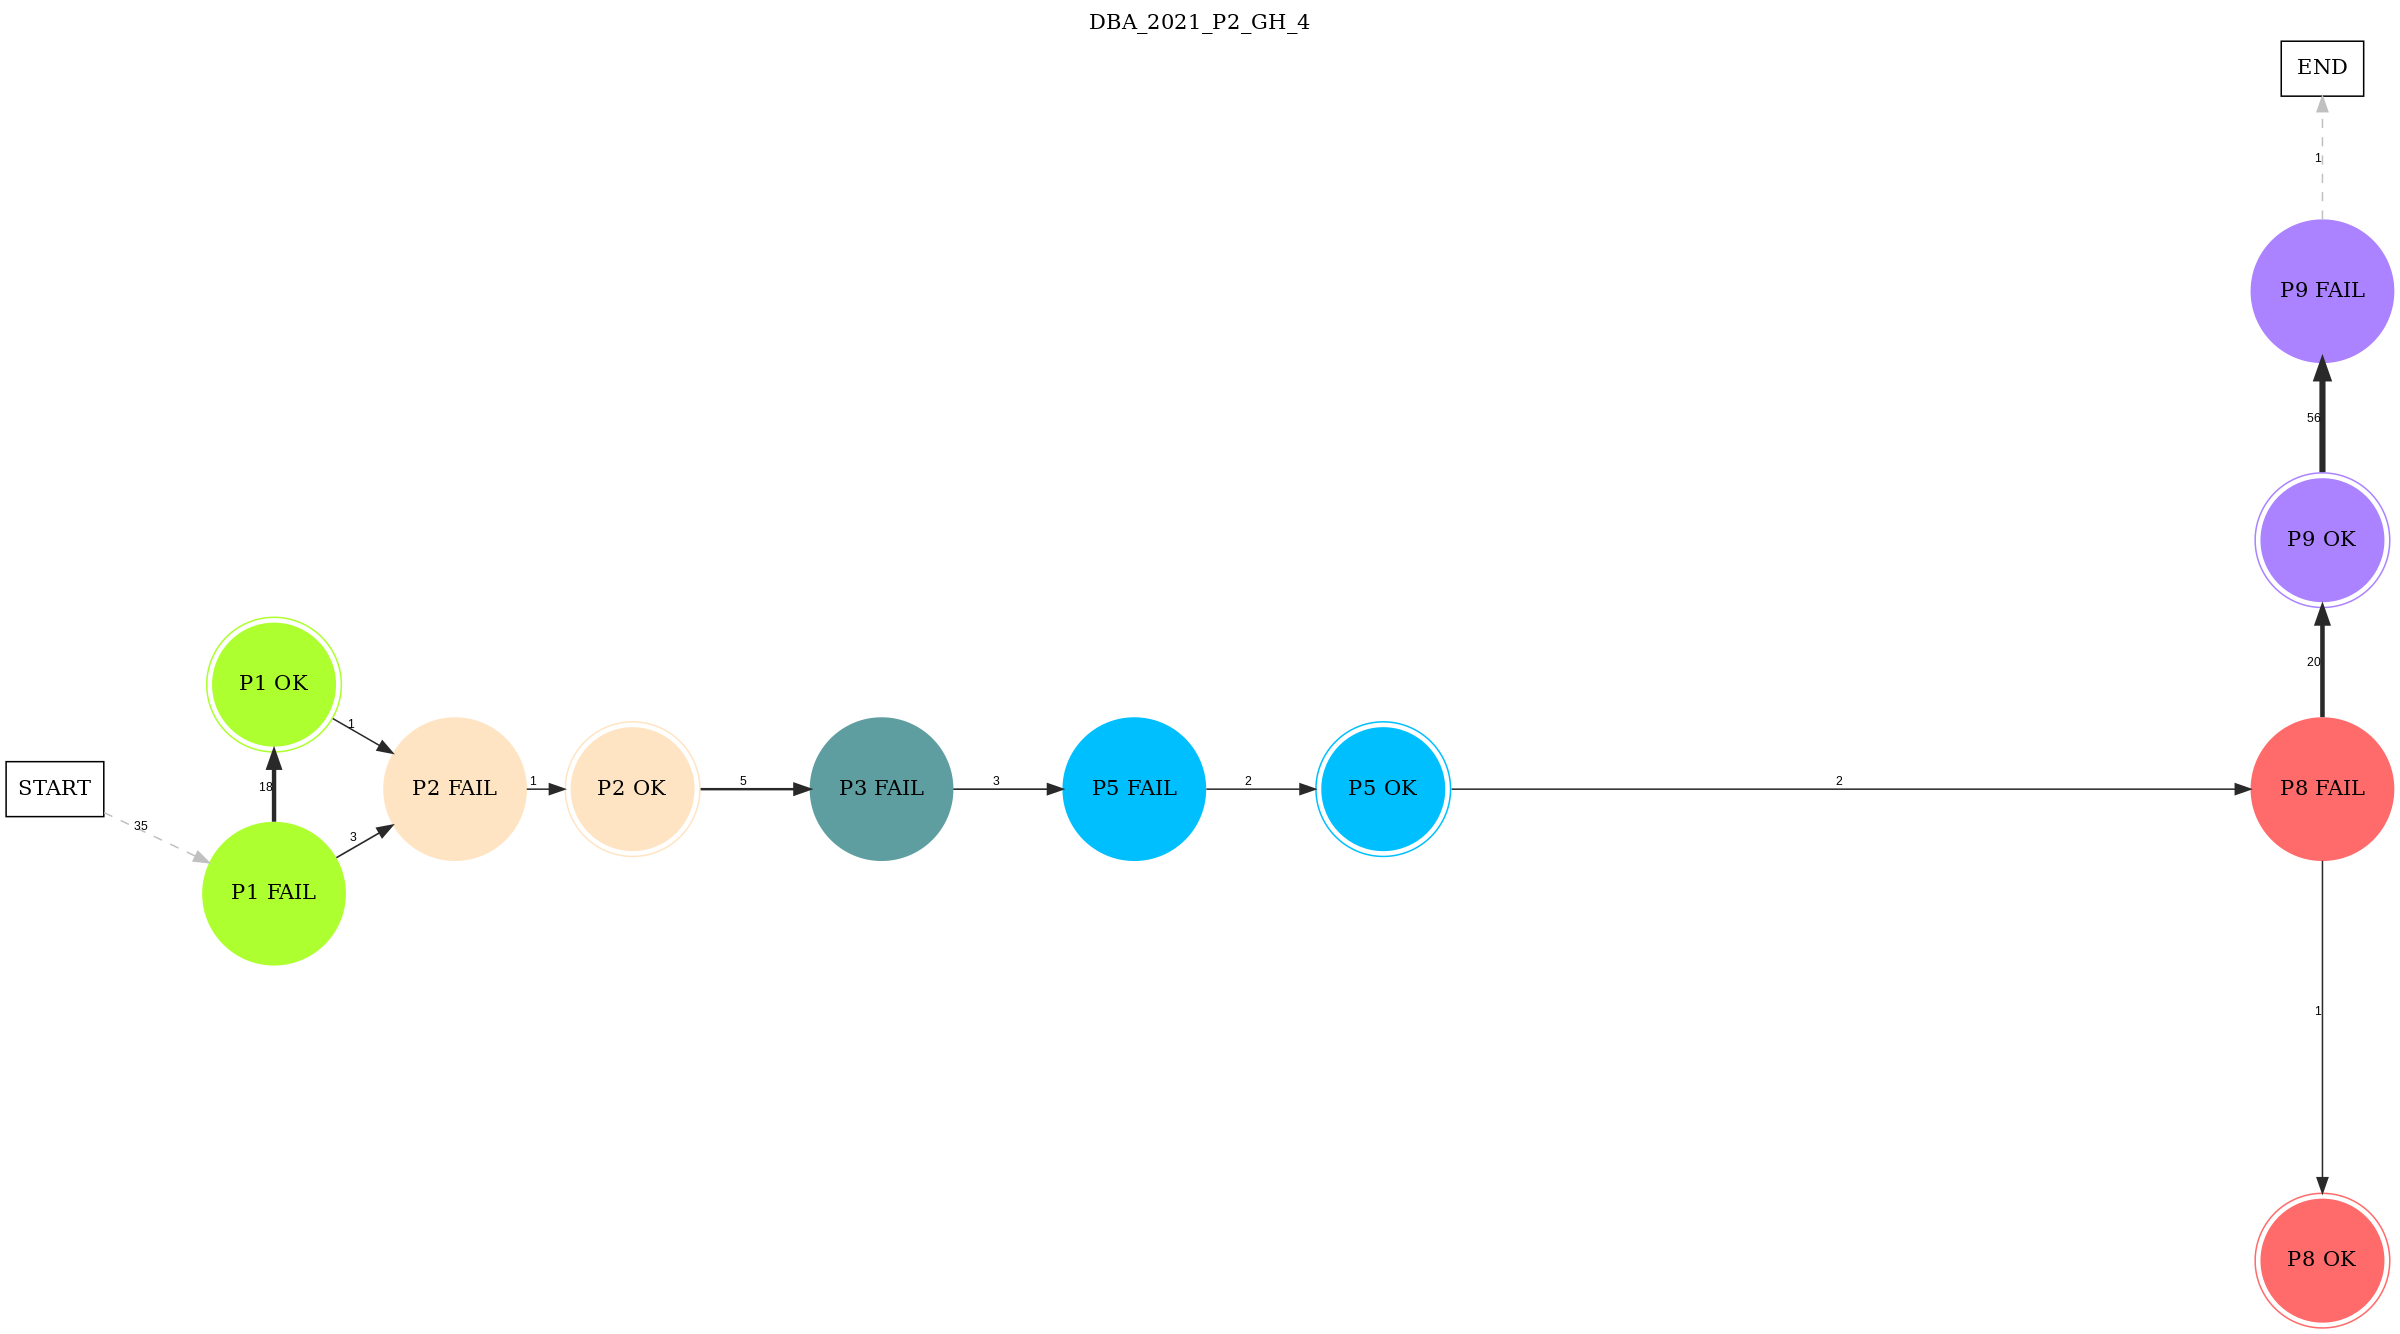 DBA_2021_P2_GH_4
END
1
P9 FAIL
56
P9 OK
20
P1 OK
1
18
START
35
P1 FAIL
3
P2 FAIL
1
P2 OK
5
P3 FAIL
3
P5 FAIL
2
P5 OK
2
P8 FAIL
1
P8 OK